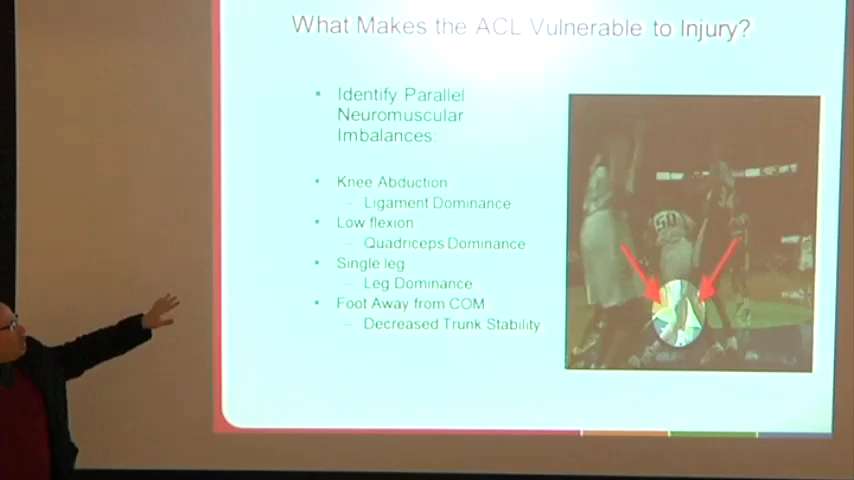 What Makes the ACL Vulnerable to Injury?
• Identify Parallel
Neuromuscular
Imbalances:
• Knee Abduction
– Ligament Dominance
• Low flexion
– Quadriceps Dominance
• Single leg
– Leg Dominance
• Foot Away from COM
– Decreased Trunk Stability
50